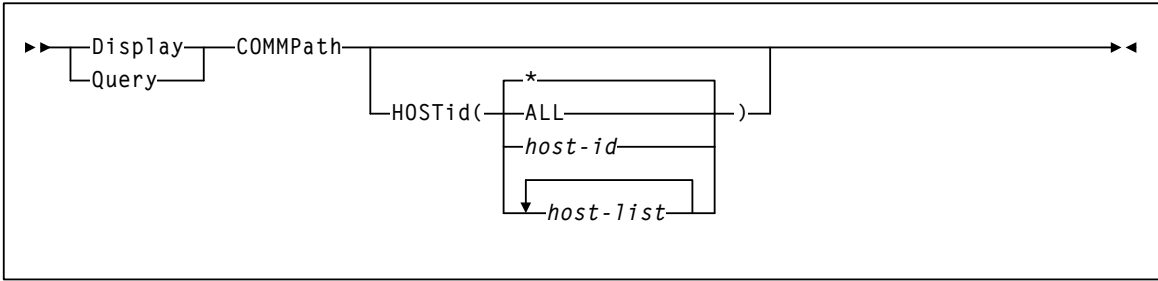 Display COMMPath
Query
*
HOSTid( ALL )
host-id
host-list